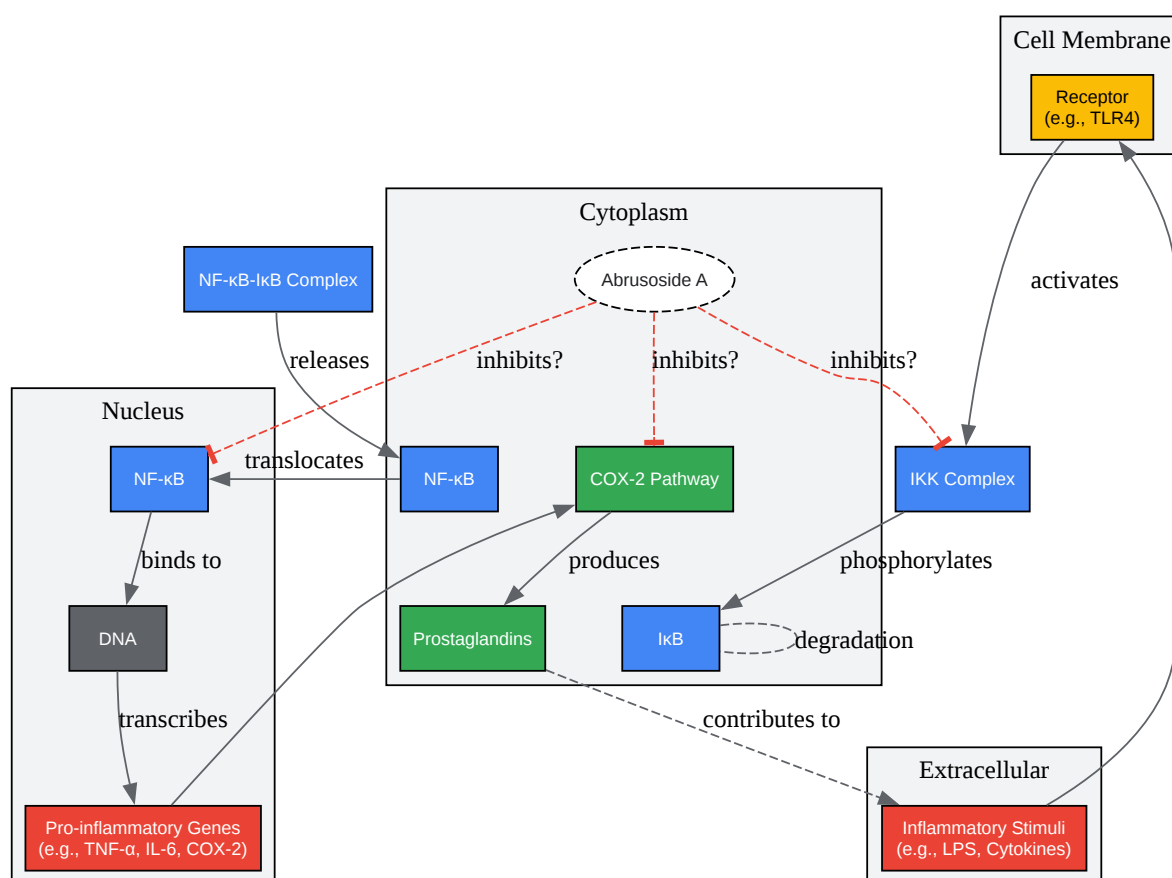 Cell Membrane
Receptor
(e.g., TLR4)
Cytoplasm
NF-κB-IκB Complex
Abrusoside A
activates
releases
inhibits?
inhibits?
inhibits?
Nucleus
NF-κB
translocates
NF-κB
COX-2 Pathway
IKK Complex
binds to
produces
phosphorylates
DNA
Prostaglandins
IκB
degradation
transcribes
contributes to
Extracellular
Pro-inflammatory Genes
(e.g., TNF-α, IL-6, COX-2)
Inflammatory Stimuli
(e.g., LPS, Cytokines)